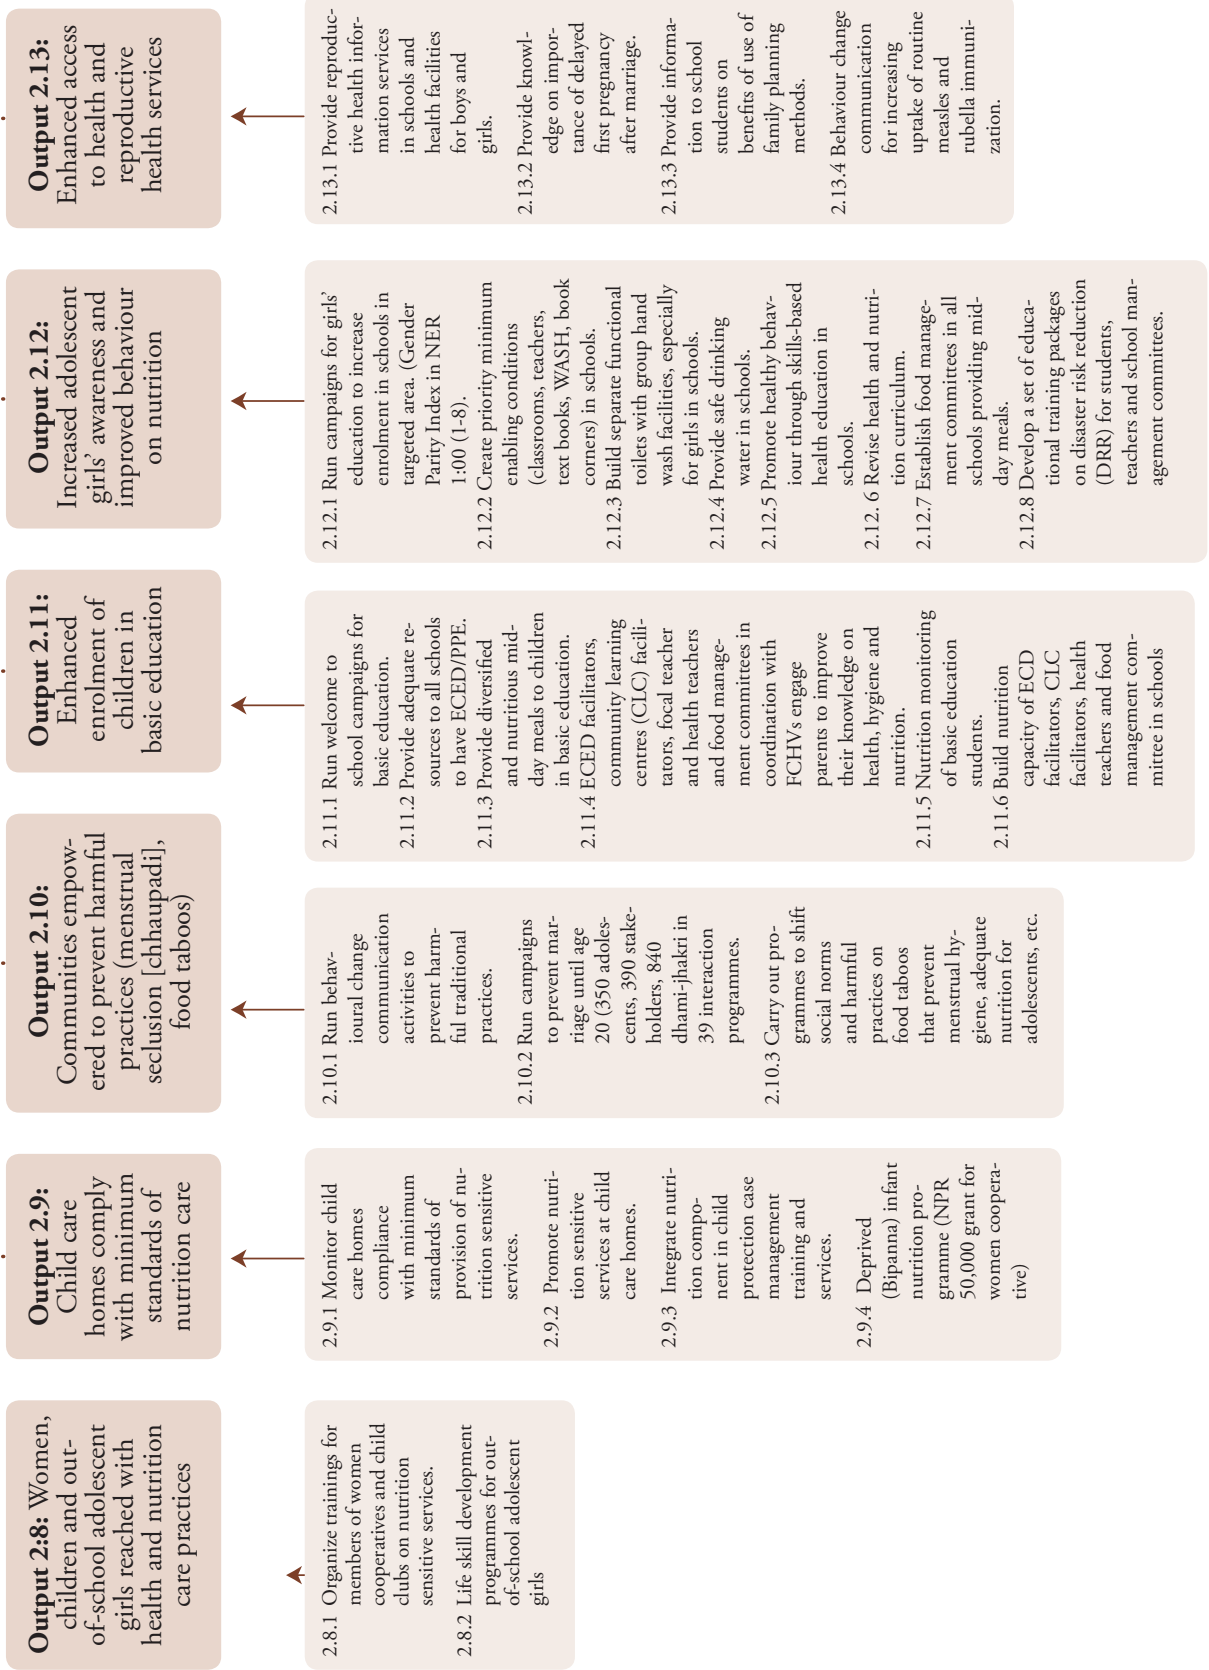 Output 2:8: Women,
children and out-
of-school adolescent
girls reached with
health and nutrition
care practices
2.8.1 Organize trainings for
members of women
cooperatives and child
clubs on nutrition
sensitive services.
2.8.2 Life skill development
programmes for out-
of-school adolescent
girls
Output 2.9:
Child care
homes comply
with minimum
standards of
nutrition care
2.9.1 Monitor child
care homes
compliance
with minimum
standards of
provision of nu-
trition sensitive
services.
2.9.2 Promote nutri-
tion sensitive
services at child
care homes.
2.9.3 Integrate nutri-
tion compo-
nent in child
protection case
management
training and
services.
2.9.4 Deprived
(Bipanna) infant
nutrition pro-
gramme (NPR
50,000 grant for
women coopera-
tive)
Output 2.10:
Communities empow-
ered to prevent harmful
practices (menstrual
seclusion [chhaupadi],
food taboos)
2.10.1 Run behav-
ioural change
communication
activities to
prevent harm-
ful traditional
practices.
2.10.2 Run campaigns
to prevent mar-
riage until age
20 (350 adoles-
cents, 390 stake-
holders, 840
dhami-jhakri in
39 interaction
programmes.
2.10.3 Carry out pro-
grammes to shift
social norms
and harmful
practices on
food taboos
that prevent
menstrual hy-
giene, adequate
nutrition for
adolescents, etc.
Output 2.11:
Enhanced
enrolment of
children in
basic education
2.11.1 Run welcome to
school campaigns for
basic education.
2.11.2 Provide adequate re-
sources to all schools
to have ECED/PPE.
2.11.3 Provide diversified
and nutritious mid-
day meals to children
in basic education.
2.11.4 ECED facilitators,
community learning
centres (CLC) facili-
tators, focal teacher
and health teachers
and food manage-
ment committees in
coordination with
FCHVs engage
parents to improve
their knowledge on
health, hygiene and
nutrition.
2.11.5 Nutrition monitoring
of basic education
students.
2.11.6 Build nutrition
capacity of ECD
facilitators, CLC
facilitators, health
teachers and food
management com-
mittee in schools
Output 2.12:
Increased adolescent
girls' awareness and
improved behaviour
on nutrition
2.12.1 Run campaigns for girls'
education to increase
enrolment in schools in
targeted area. (Gender
Parity Index in NER
1:00 (1-8).
2.12.2 Create priority minimum
enabling conditions
(classrooms, teachers,
text books, WASH, book
corners) in schools.
2.12.3 Build separate functional
toilets with group hand
wash facilities, especially
for girls in schools.
2.12.4 Provide safe drinking
water in schools.
2.12.5 Promote healthy behav-
iour through skills-based
health education in
schools.
2.12. 6 Revise health and nutri-
tion curriculum.
2.12.7 Establish food manage-
ment committees in all
schools providing mid-
day meals.
2.12.8 Develop a set of educa-
tional training packages
on disaster risk reduction
(DRR) for students,
teachers and school man-
agement committees.
Output 2.13:
Enhanced access
to health and
reproductive
health services
2.13.1 Provide reproduc-
tive health infor-
mation services
in schools and
health facilities
for boys and
girls.
2.13.2 Provide knowl-
edge on impor-
tance of delayed
first pregnancy
after marriage.
2.13.3 Provide informa-
tion to school
students on
benefits of use of
family planning
methods.
2.13.4 Behaviour change
communication
for increasing
uptake of routine
measles and
rubella immuni-
zation.